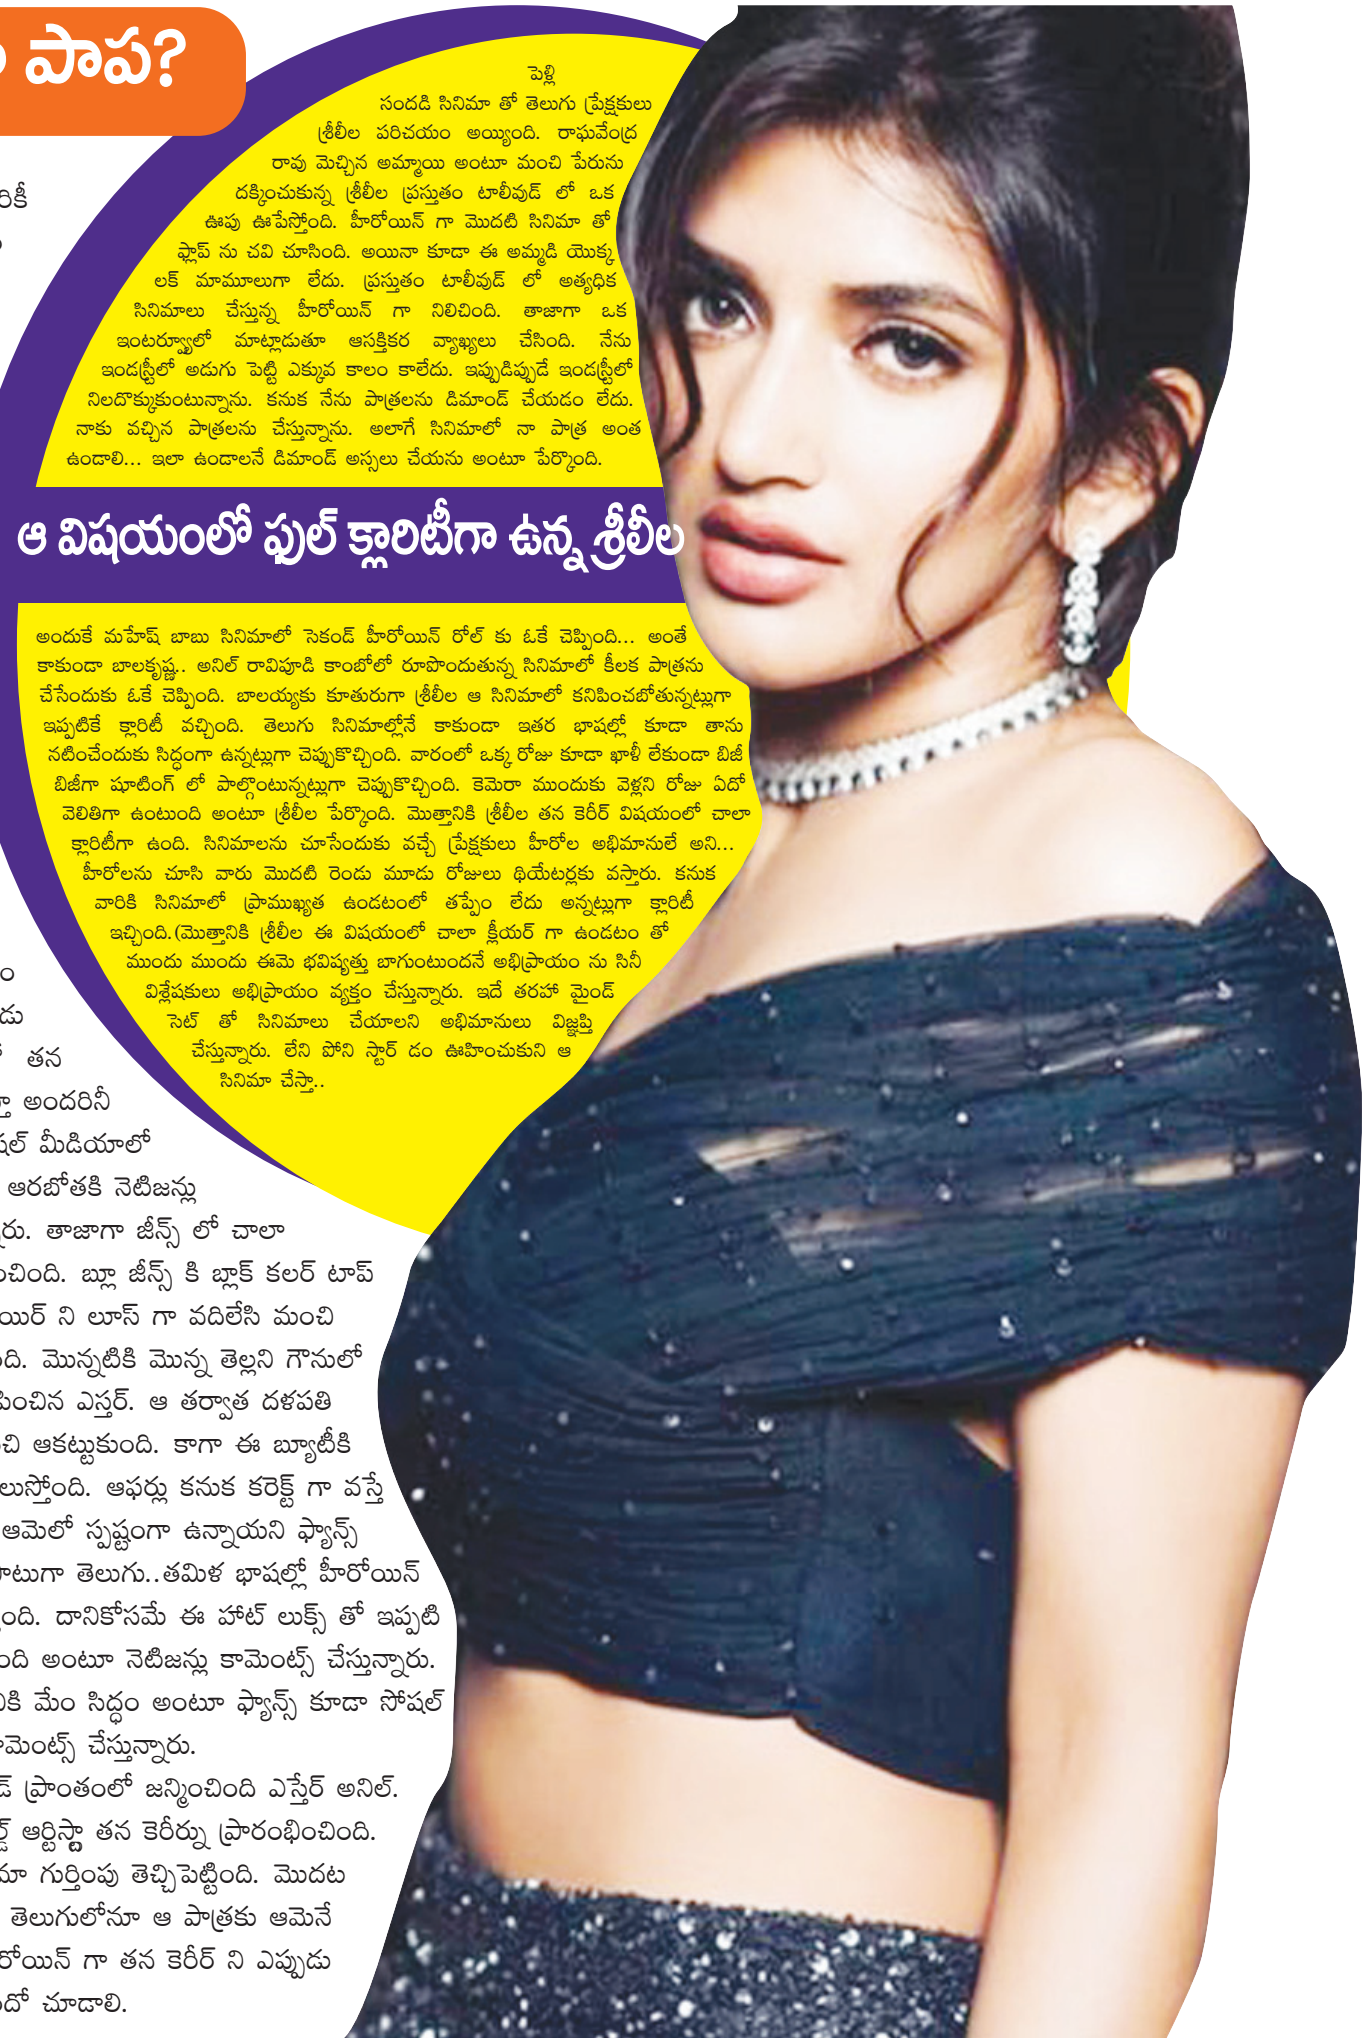 పాప?
పెళ్లి
సందడి సినిమా తో తెలుగు ప్రేక్షకులు
శ్రీలీల పరిచయం అయ్యింది. రాఘవేంద్ర
రావు మెచ్చిన అమ్మాయి అంటూ మంచి పేరును
దక్కించుకున్న శ్రీలీల ప్రస్తుతం టాలీవుడ్ లో ఒక
ఊపు ఊపేస్తోంది. హీరోయిన్ గా మొదటి సినిమా తో
ఫ్లాప్ ను చవి చూసింది. అయినా కూడా ఈ అమ్మడి యొక్క
లక్ మామూలుగా లేదు. ప్రస్తుతం టాలీవుడ్ లో అత్యధిక
సినిమాలు చేస్తున్న హీరోయిన్ గా నిలిచింది. తాజాగా ఒక
ఇంటర్వ్యూలో మాట్లాడుతూ ఆసక్తికర వ్యాఖ్యలు చేసింది. నేను
ఇండస్ట్రీలో అడుగు పెట్టి ఎక్కువ కాలం కాలేదు. ఇప్పుడిప్పుడే ఇండస్ట్రీలో
నిలదొక్కుకుంటున్నాను. కనుక నేను పాత్రలను డిమాండ్ చేయడం లేదు.
నాకు వచ్చిన పాత్రలను చేస్తున్నాను. అలాగే సినిమాలో నా పాత్ర అంత
ఉండాలి... ఇలా ఉండాలనే డిమాండ్ అస్సలు చేయను అంటూ పేర్కొంది.
ఆ విషయంలో ఫుల్ క్లారిటీగా ఉన్న శ్రీలీల
అందుకే మహేష్ బాబు సినిమాలో సెకండ్ హీరోయిన్ రోల్ కు ఓకే చెప్పింది... అంతే
కాకుండా బాలకృష్ణ.. అనిల్ రావిపూడి కాంబోలో రూపొందుతున్న సినిమాలో కీలక పాత్రను
చేసేందుకు ఓకే చెప్పింది. బాలయ్యకు కూతురుగా శ్రీలీల ఆ సినిమాలో కనిపించబోతున్నట్లుగా
ఇప్పటికే క్లారిటీ వచ్చింది. తెలుగు సినిమాల్లోనే కాకుండా ఇతర భాషల్లో కూడా తాను
నటించేందుకు సిద్ధంగా ఉన్నట్లుగా చెప్పుకొచ్చింది. వారంలో ఒక్క రోజు కూడా ఖాళీ లేకుండా బిజీ
బిజీగా షూటింగ్ లో పాల్గొంటున్నట్లుగా చెప్పుకొచ్చింది. కెమెరా ముందుకు వెళ్లని రోజు ఏదో
వెలితిగా ఉంటుంది అంటూ శ్రీలీల పేర్కొంది. మొత్తానికి శ్రీలీల తన కెరీర్ విషయంలో చాలా
క్లారిటీగా ఉంది. సినిమాలను చూసేందుకు వచ్చే ప్రేక్షకులు హీరోల అభిమానులే అని...
హీరోలను చూసి వారు మొదటి రెండు మూడు రోజులు థియేటర్లకు వస్తారు. కనుక
వారికి సినిమాలో ప్రాముఖ్యత ఉండటంలో తప్పేం లేదు అన్నట్లుగా క్లారిటీ
ఇచ్చింది.(మొత్తానికి శ్రీలీల ఈ విషయంలో చాలా క్లీయర్ గా ఉండటం తో
ముందు ముందు ఈమె భవిష్యత్తు బాగుంటుందనే అభిప్రాయం ను సినీ
విశ్లేషకులు అభిప్రాయం వ్యక్తం చేస్తున్నారు. ఇదే తరహా మైండ్
సెట్ తో సినిమాలు చేయాలని అభిమానులు విజ్ఞప్తి
చేస్తున్నారు. లేని పోని స్టార్ డం ఊహించుకుని ఆ
సినిమా చేస్తా..
తన
అందరినీ
మీడియాలో
ఆరబోతకి నెటిజన్లు
తాజాగా జీన్స్ లో చాలా
బ్లూ జీన్స్ కి బ్లాక్ కలర్ టాప్
ని లూస్ గా వదిలేసి మంచి
మొన్నటికి మొన్న తెల్లని గౌనులో
ఎస్తర్. ఆ తర్వాత దళపతి
ఆకట్టుకుంది. కాగా ఈ బ్యూటీకి
ఆఫర్లు కనుక కరెక్ట్ గా వస్తే
ఆమెలో స్పష్టంగా ఉన్నాయని ఫ్యాన్స్
తెలుగు..తమిళ భాషల్లో హీరోయిన్
దానికోసమే ఈ హాట్ లుక్స్ తో ఇప్పటి
అంటూ నెటిజన్లు కామెంట్స్ చేస్తున్నారు.
మేం సిద్ధం అంటూ ఫ్యాన్స్ కూడా సోషల్
చేస్తున్నారు.
ప్రాంతంలో జన్మించింది ఎస్తేర్ అనిల్.
ఆర్టిస్ట్గా తన కెరీర్ను ప్రారంభించింది.
గుర్తింపు తెచ్చిపెట్టింది. మొదట
తెలుగులోనూ ఆ పాత్రకు ఆమెనే
గా తన కెరీర్ ని ఎప్పుడు
చూడాలి.